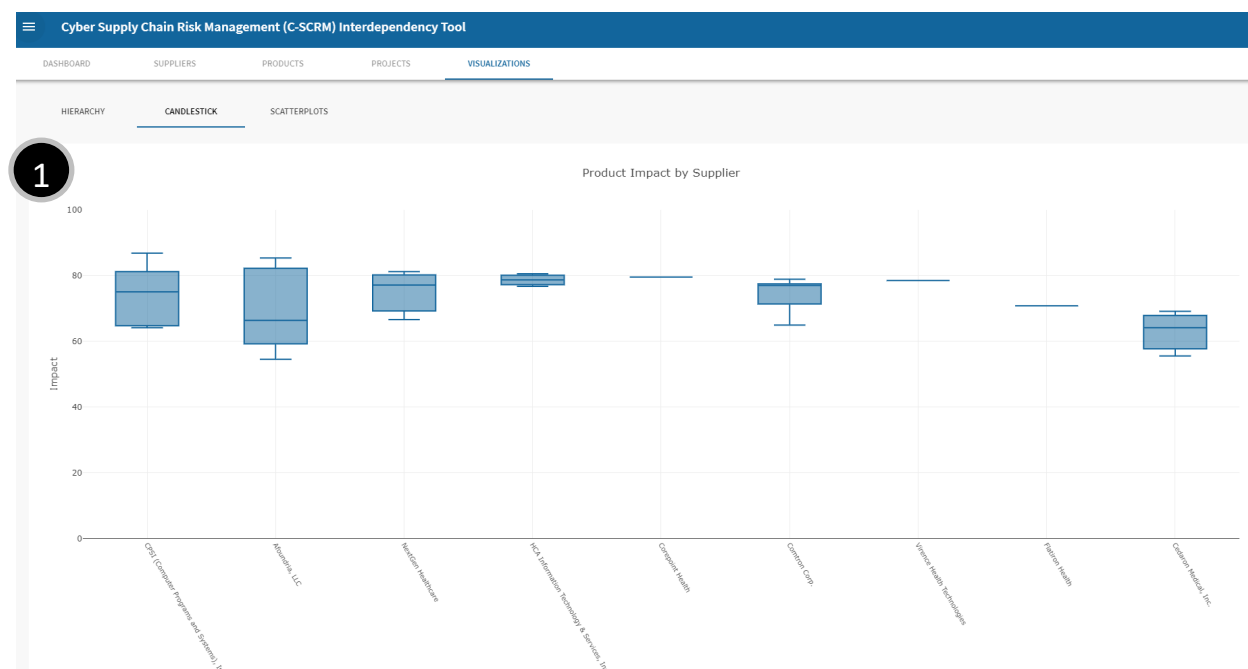 Cyber Supply Chain Risk Management (C-SCRM) Interdependency Tool
DASHBOARD SUPPLIERS PRODUCTS PROJECTS VISUALIZATIONS
HIERARCHY CANDLESTICK SCATTERPLOTS
1
Product Impact by Supplier
100
80
60
40
20
0
Impact
CPSI (Computer Programs and Systems), I
Afoundria, LLC
NextGen Healthcare
HCA Information Technology & Services, In
Corepoint Health
Comtron Corp.
Virence Health Technologies
Flatiron Health
Cedaron Medical, Inc.